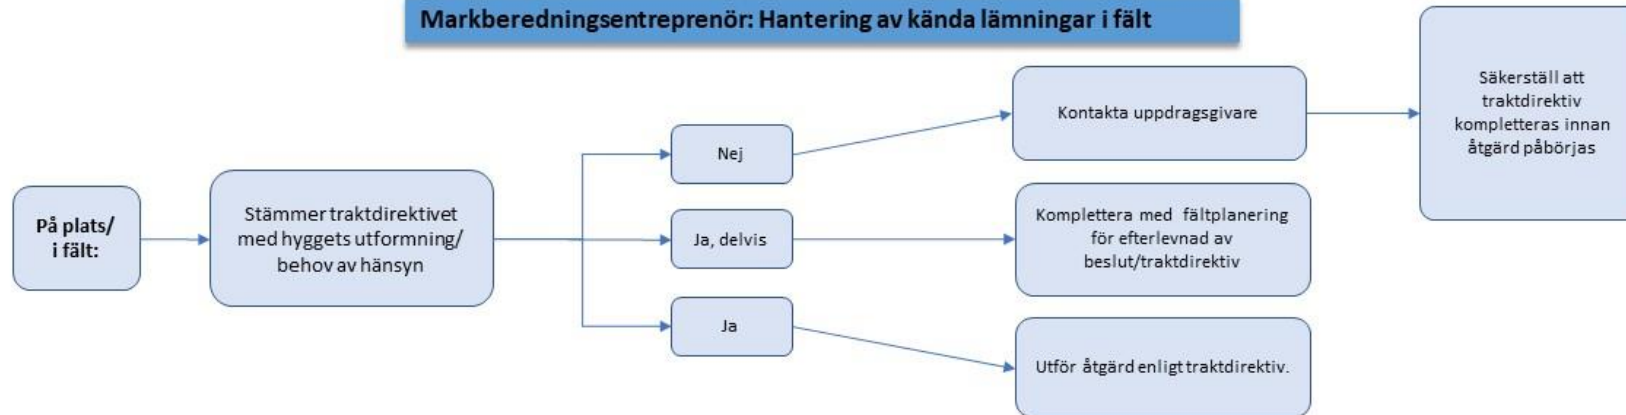 Markberedningsentreprenör: Hantering av kända lämningar i fält
På plats/
i fält:
Stämmer traktdirektivet
med hyggets utformning/
behov av hänsyn
Nej
Kontakta uppdragsgivare
Säkerställ att
traktdirektiv
kompletteras innan
åtgärd påbörjas
Ja, delvis
Komplettera med fältplanering
för efterlevnad av
beslut/traktdirektiv
Ja
Utför åtgärd enligt traktdirektiv.